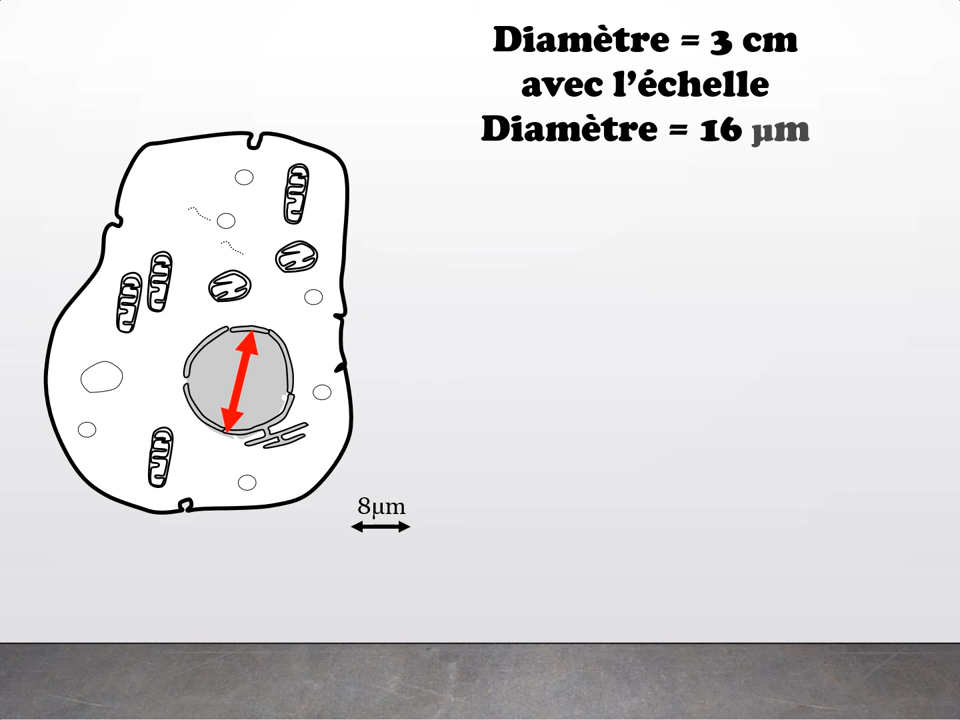 Diamètre = 3 cm
avec l’échelle
Diamètre = 16 µm
8µm